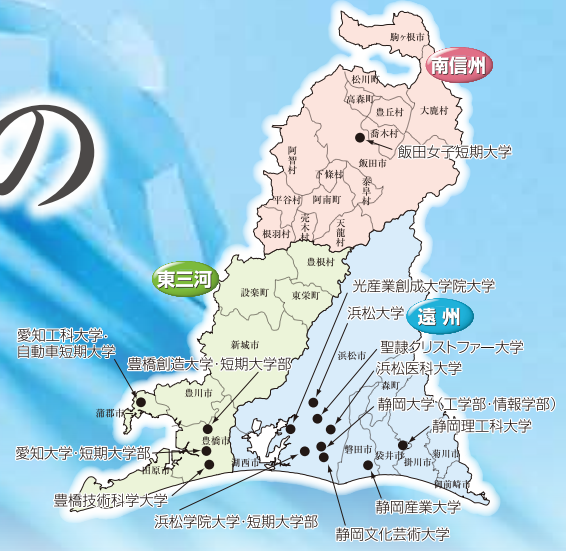 の
駒ヶ根市
南信州
松川町
高森町
豊丘村
大鹿村
喬木村
飯田女子短期大学
阿智村
飯田市
下條村
泰阜村
平谷村
阿南町
売木村
天龍村
根羽村
豊根村
東三河
設楽町
東栄町
光産業創成大学院大学
浜松大学
遠州
愛知工科大学・
自動車短期大学
新城市
浜松市
聖隷クリストファー大学
豊橋創造大学・短期大学部
浜松医科大学
森町
豊川市
静岡大学(工学部・情報学部)
蒲郡市
静岡理工科大学
豊橋市
愛知大学・短期大学部
湖西市
磐田市
袋井市
掛川市
菊川市
田原市
御前崎市
豊橋技術科学大学
静岡産業大学
浜松学院大学・短期大学部
静岡文化芸術大学